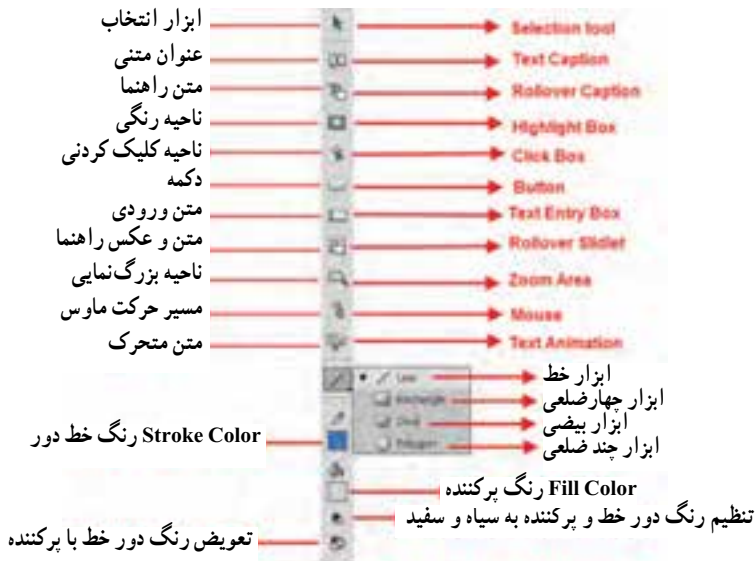 ابزار انتخاب Selection tool
عنوان متنی Text Caption
متن راهنما Rollover Caption
ناحیه رنگی Highlight Box
ناحیه کلیک کردنی Click Box
دکمه Button
متن ورودی Text Entry Box
متن و عکس راهنما Rollover Slidlet
ناحیه بزرگ‌نمایی Zoom Area
مسیر حرکت ماوس Mouse
متن متحرک Text Animation
Line ابزار خط
Rectangle ابزار چهارضلعی
Oval ابزار بیضی
Polygon ابزار چند ضلعی
Stroke Color رنگ خط دور
Fill Color رنگ پرکننده
تنظیم رنگ دور خط و پرکننده به سیاه و سفید
تعویض رنگ دور خط با پرکننده